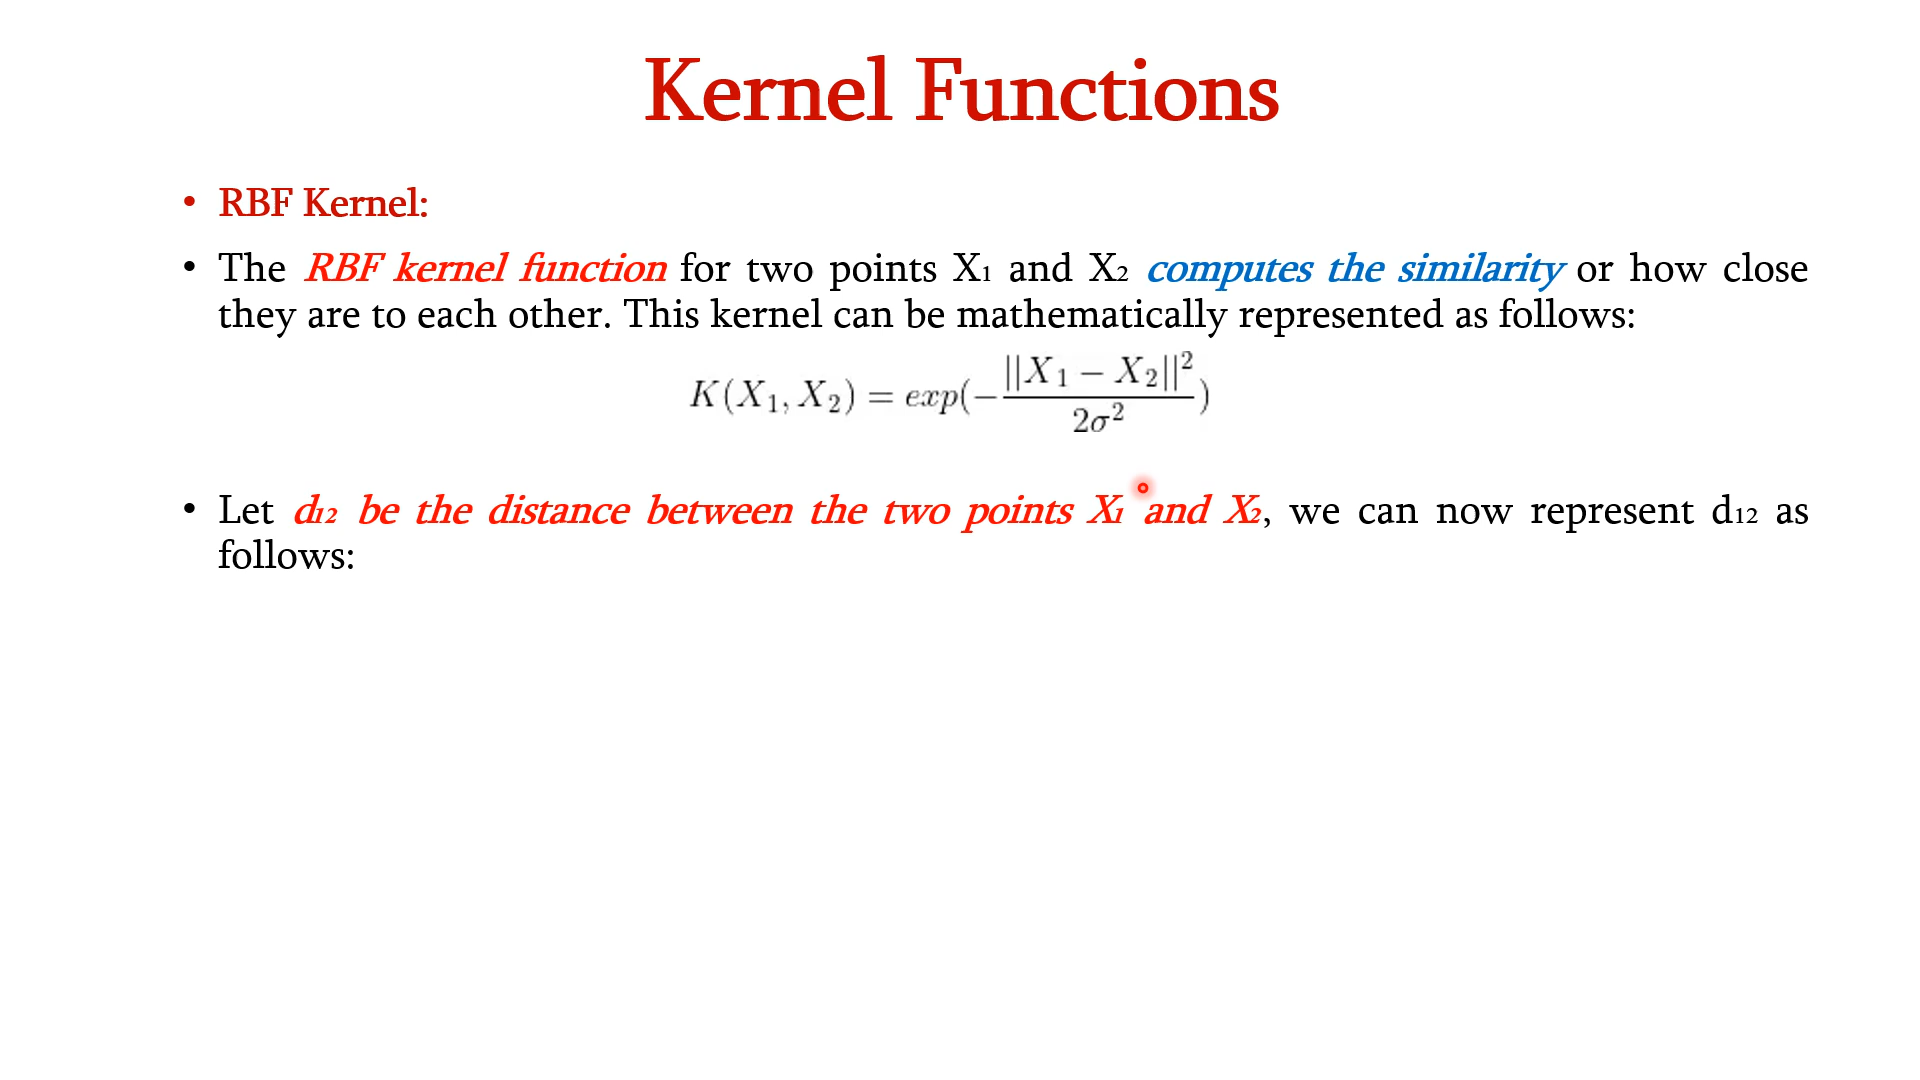 Kernel Functions
• RBF Kernel:
• The RBF kernel function for two points X₁ and X₂ computes the similarity or how close
they are to each other. This kernel can be mathematically represented as follows:
K(X₁, X₂) = exp(-||X₁ − X₂||² / 2σ²)
• Let d₁₂ be the distance between the two points X₁ and X₂, we can now represent d₁₂ as
follows: